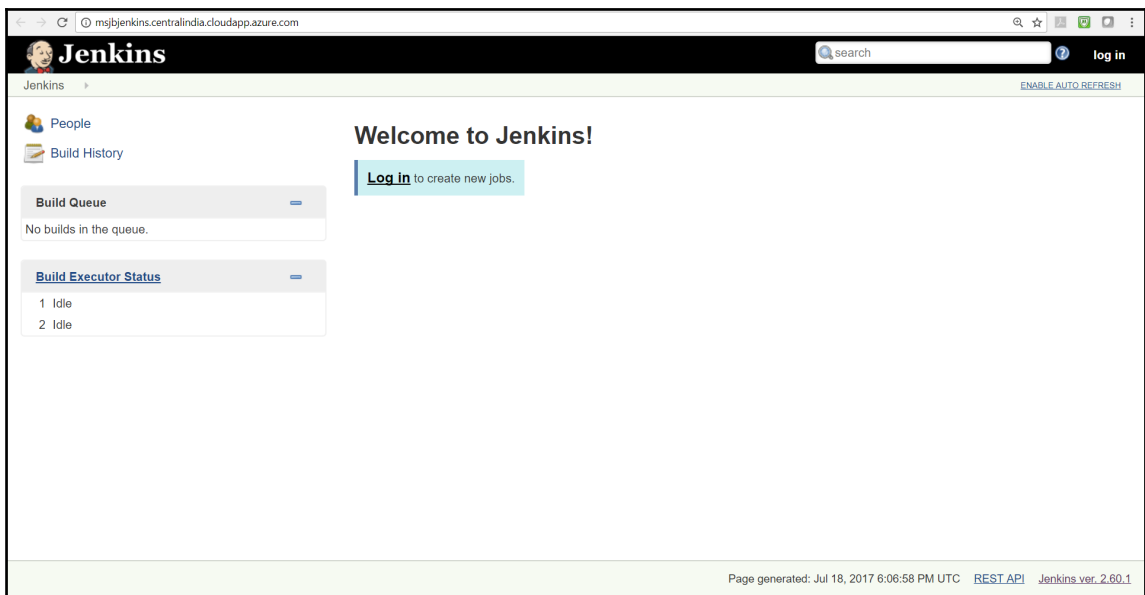 msjbjenkins.centralindia.cloudapp.azure.com
Jenkins
search
log in
Jenkins
ENABLE AUTO REFRESH
People
Build History
Welcome to Jenkins!
Log in to create new jobs.
Build Queue
No builds in the queue.
Build Executor Status
1 Idle
2 Idle
Page generated: Jul 18, 2017 6:06:58 PM UTC REST API Jenkins ver. 2.60.1